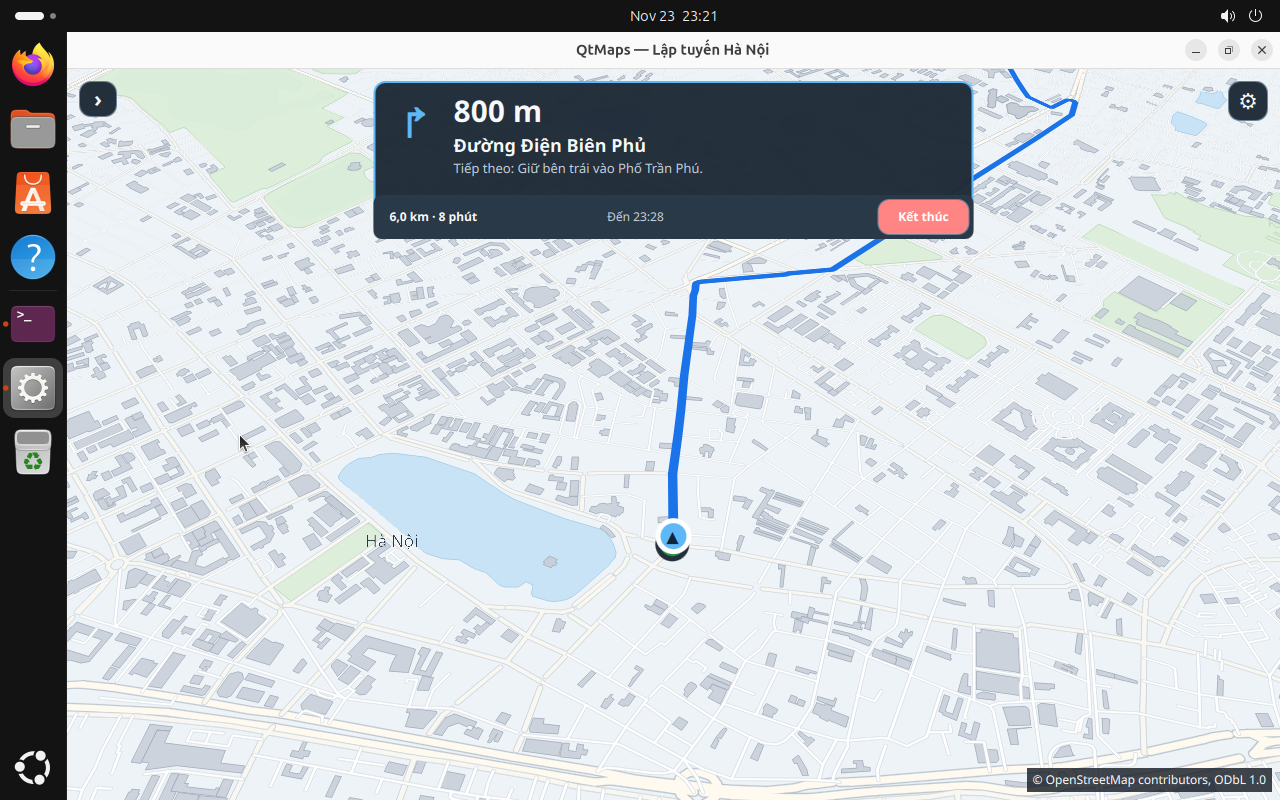 Nov 23 23:21
QtMaps — Lập tuyến Hà Nội
800 m
Đường Điện Biên Phủ
Tiếp theo: Giữ bên trái vào Phố Trần Phú.
6,0 km · 8 phút
Đến 23:28
Kết thúc
Hà Nội
© OpenStreetMap contributors, ODbL 1.0